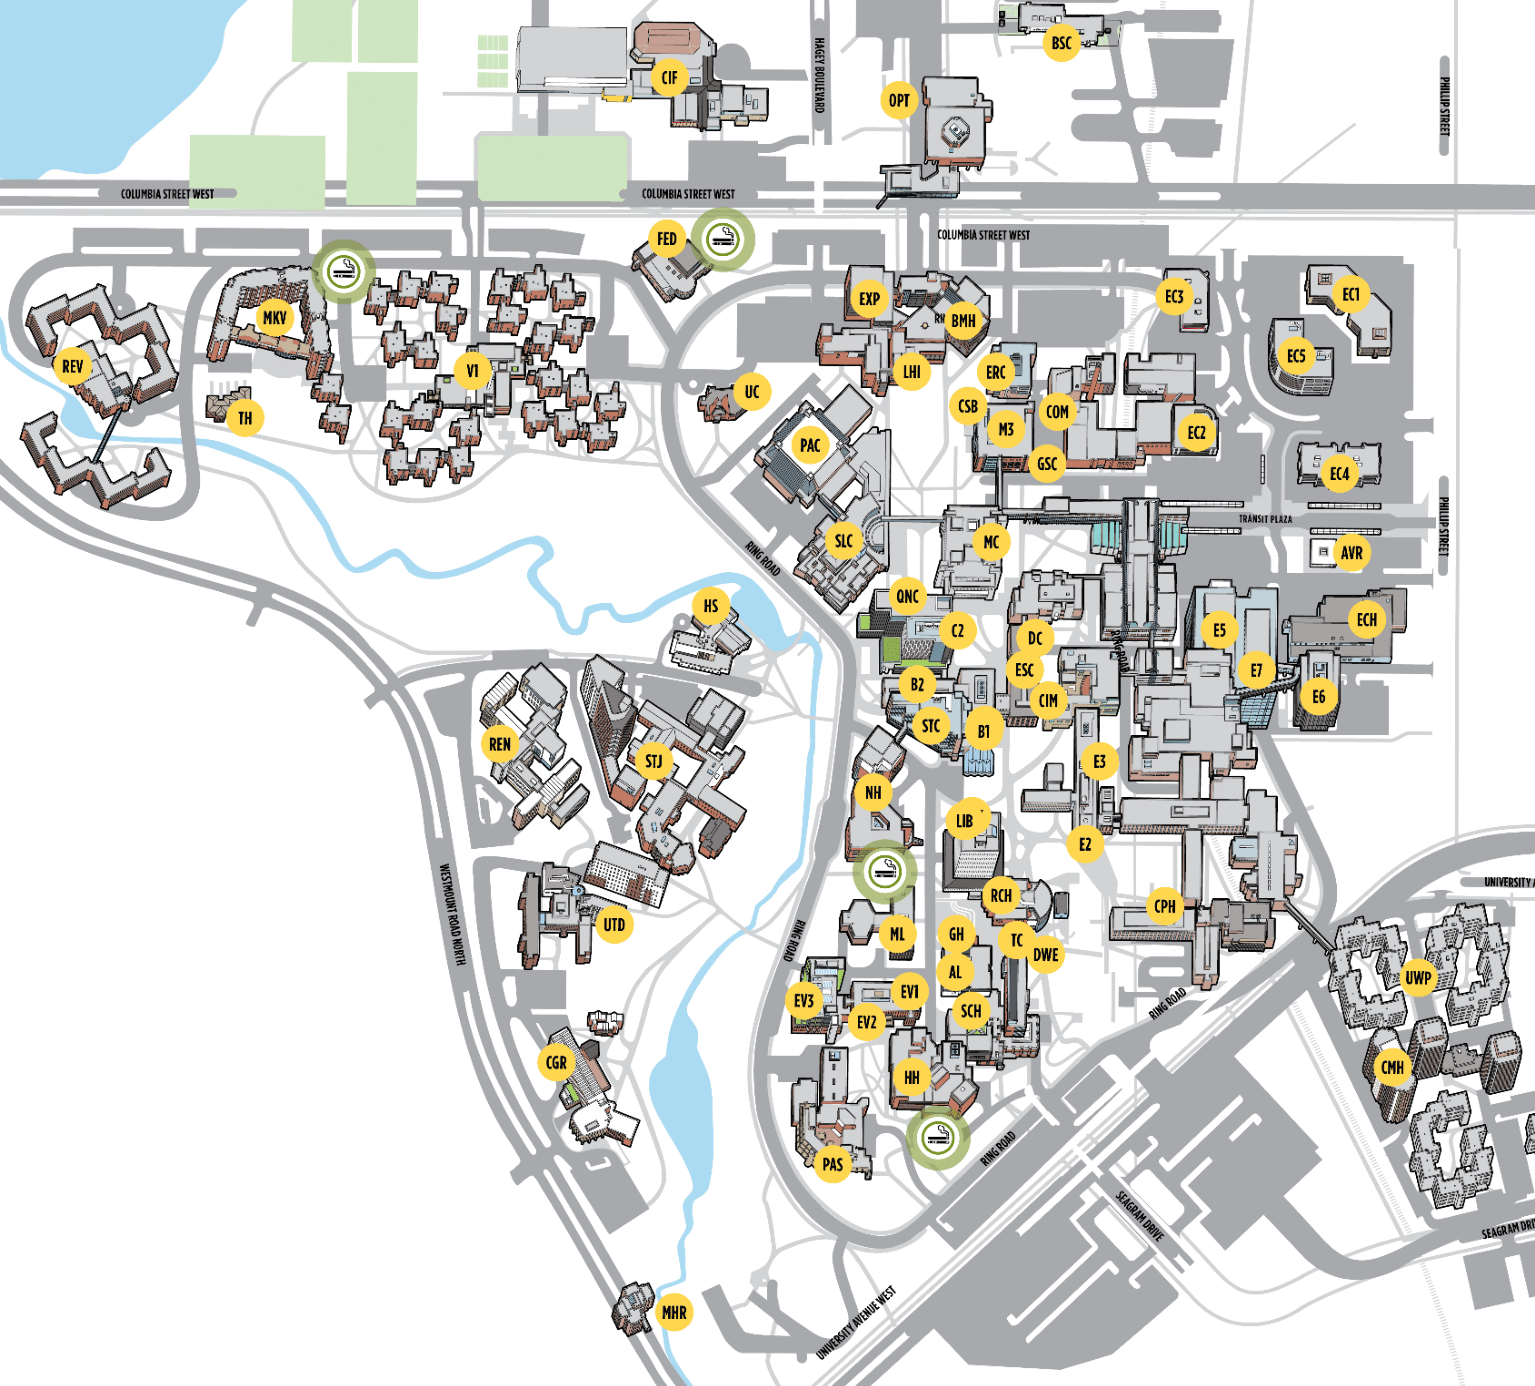 BSC
CIF
HAGEY BOULEVARD
OPT
PHILLIP STREET
COLUMBIA STREET WEST
COLUMBIA STREET WEST
COLUMBIA STREET WEST
FED
EXP
BMH
EC3
EC1
MKV
REV
V1
UC
LHI
ERC
EC5
TH
CSB
COM
M3
EC2
PAC
GSC
EC4
PHILLIP STREET
TRANSIT PLAZA
SLC
MC
AVR
RING ROAD
HS
QNC
C2
DC
E5
ECH
RING ROAD
ESC
E7
B2
CIM
E6
STC
B1
REN
STJ
E3
NH
LIB
E2
WESTMOUNT ROAD NORTH
UNIVERSITY A
RCH
CPH
UTD
ML
GH
TC
DWE
RING ROAD
AL
UWP
EV3
EV1
EV2
SCH
RING ROAD
CGR
HH
CMH
PAS
RING ROAD
SEAGRAM DRIVE
SEAGRAM DRI
MHR
UNIVERSITY AVENUE WEST